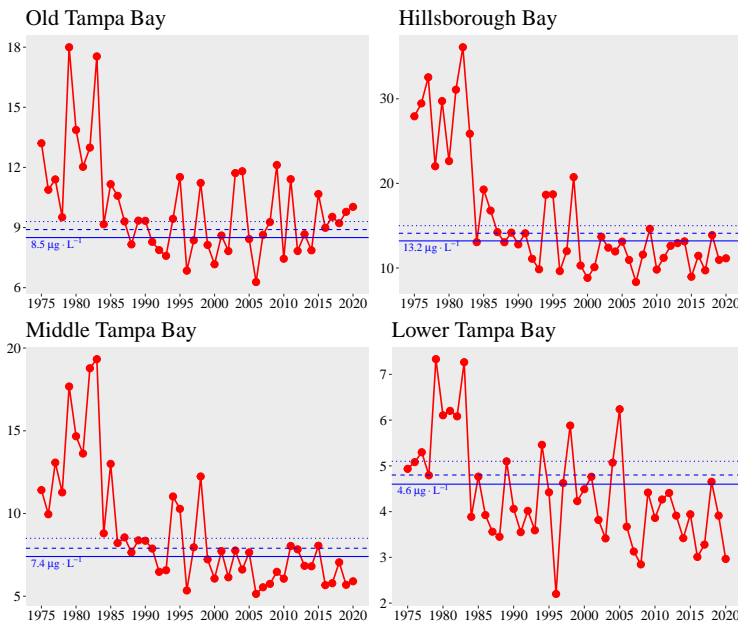 Old Tampa Bay
18
15
12
9
6
8.5 µg · L⁻¹
1975 1980 1985 1990 1995 2000 2005 2010 2015 2020
Hillsborough Bay
30
20
10
13.2 µg · L⁻¹
1975 1980 1985 1990 1995 2000 2005 2010 2015 2020
Middle Tampa Bay
20
15
10
5
7.4 µg · L⁻¹
1975 1980 1985 1990 1995 2000 2005 2010 2015 2020
Lower Tampa Bay
7
6
5
4
3
2
4.6 µg · L⁻¹
1975 1980 1985 1990 1995 2000 2005 2010 2015 2020